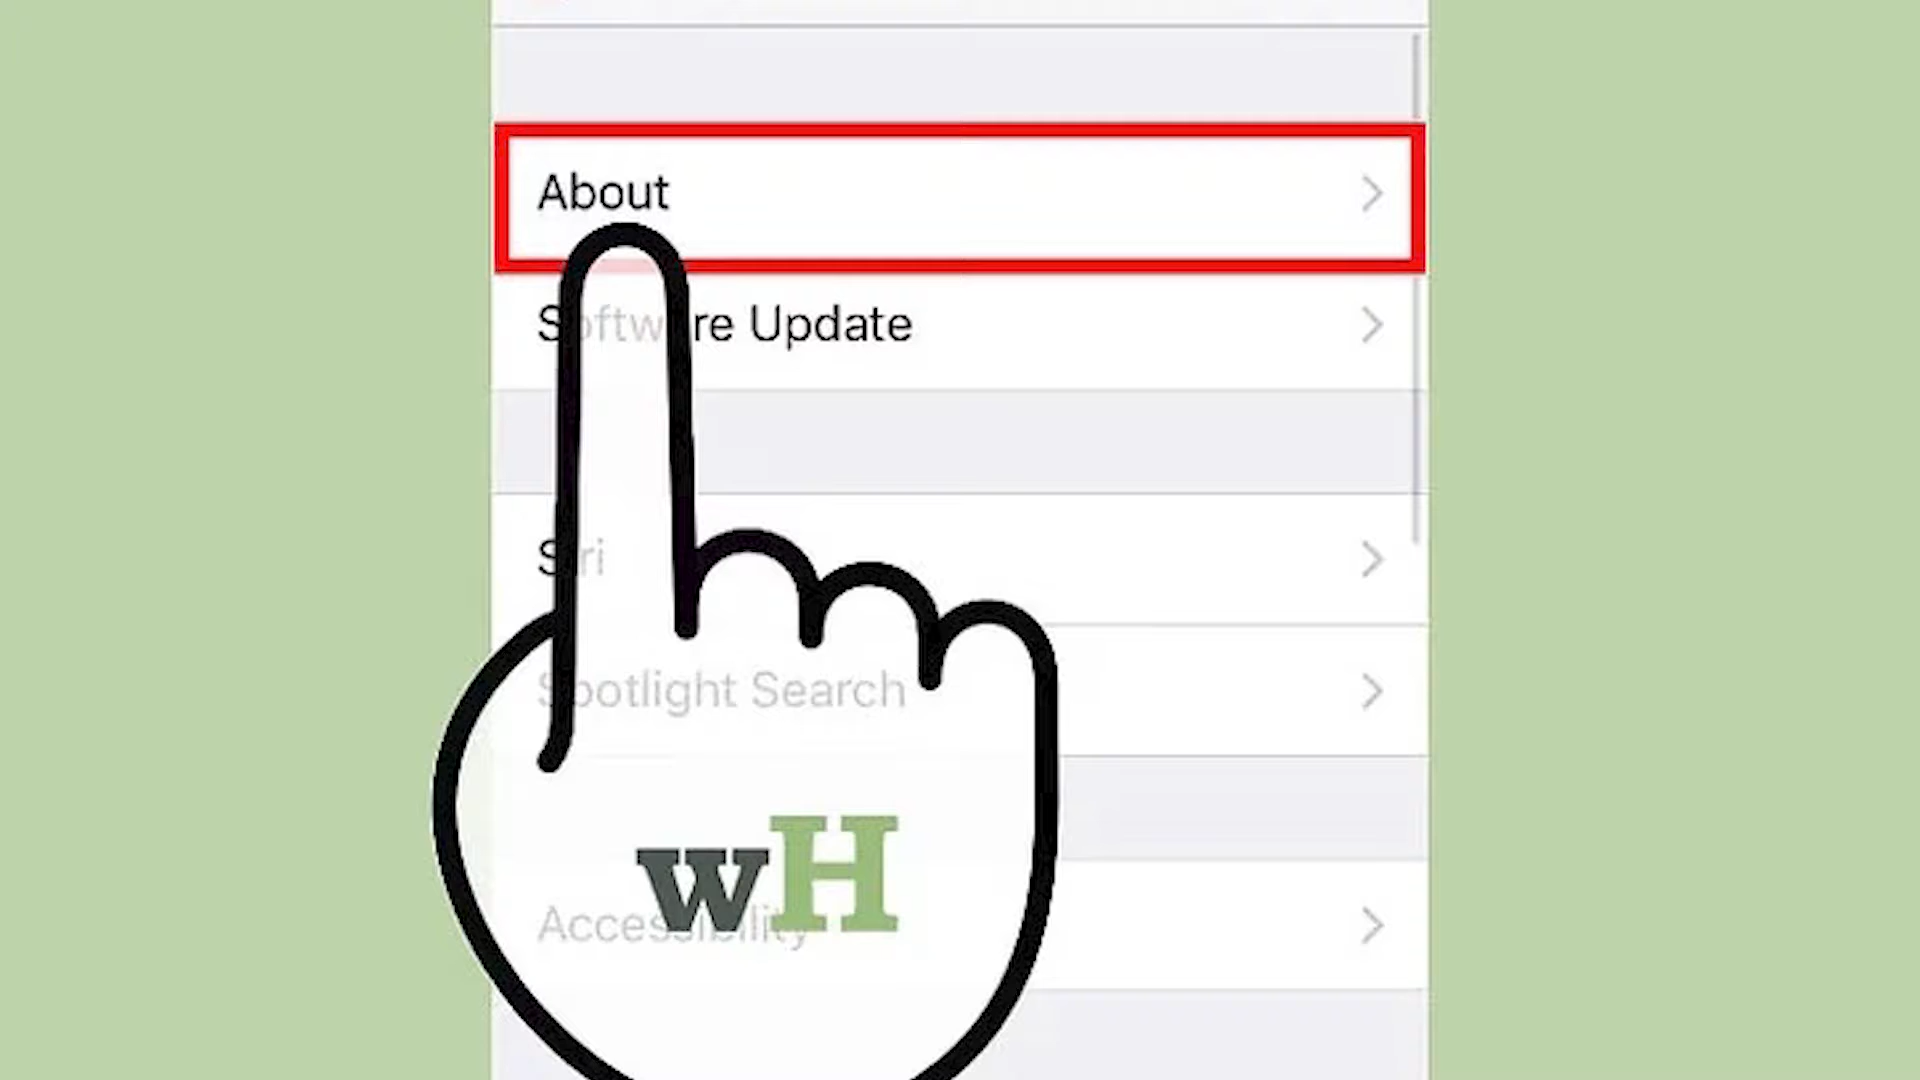 About
Software Update
Siri
Spotlight Search
wH
Accessibility